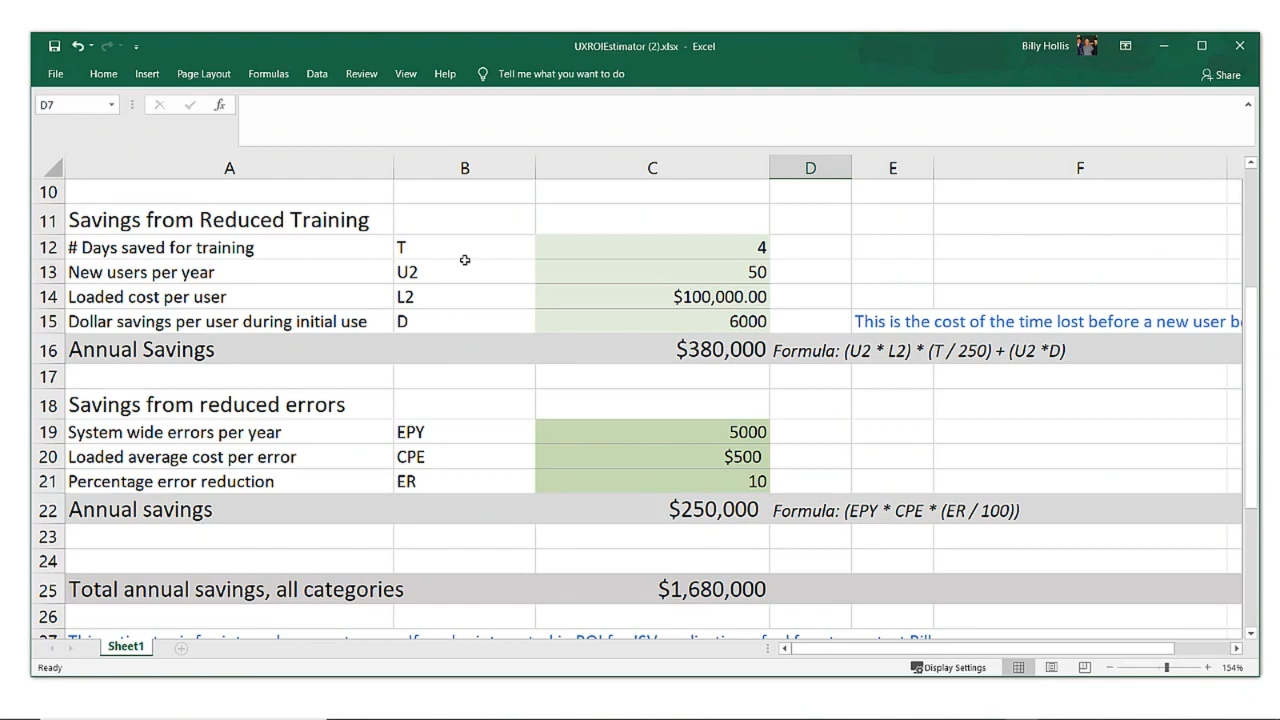 UXROIEstimator (2).xlsx - Excel
Billy Hollis
File Home Insert Page Layout Formulas Data Review View Help Tell me what you want to do
Share
D7 fx
A B C D E F
10
11 Savings from Reduced Training
12 # Days saved for training T 4
13 New users per year U2 50
14 Loaded cost per user L2 $100,000.00
15 Dollar savings per user during initial use D 6000 This is the cost of the time lost before a new user b
16 Annual Savings $380,000 Formula: (U2 * L2) * (T / 250) + (U2 *D)
17
18 Savings from reduced errors
19 System wide errors per year EPY 5000
20 Loaded average cost per error CPE $500
21 Percentage error reduction ER 10
22 Annual savings $250,000 Formula: (EPY * CPE * (ER / 100))
23
24
25 Total annual savings, all categories $1,680,000
26
27
Sheet1
Ready Display Settings 154%